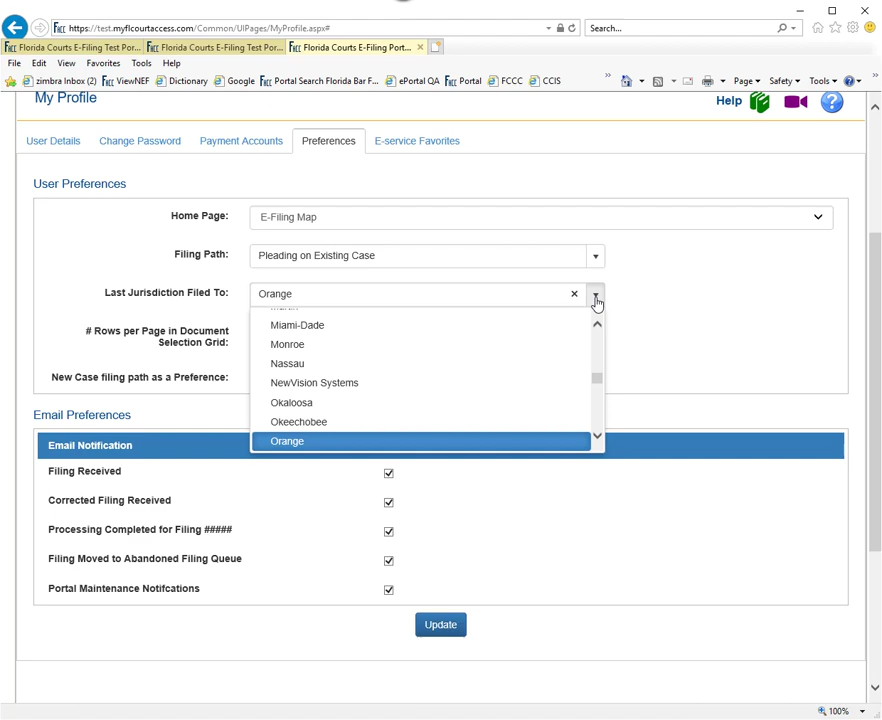 https://test.myflcourtaccess.com/Common/UIPages/MyProfile.aspx#
Search...
Florida Courts E-Filing Test Por...
Florida Courts E-Filing Test Por...
Florida Courts E-Filing Port...
File Edit View Favorites Tools Help
zimbra Inbox (2) ViewNEF Dictionary Google Portal Search Florida Bar F... ePortal QA Portal FCCC CCIS
Page Safety Tools
My Profile
Help
User Details Change Password Payment Accounts Preferences E-service Favorites
User Preferences
Home Page: E-Filing Map
Filing Path: Pleading on Existing Case
Last Jurisdiction Filed To: Orange
Miami-Dade
# Rows per Page in Document
Selection Grid:
Monroe
Nassau
New Case filing path as a Preference:
NewVision Systems
Okaloosa
Okeechobee
Orange
Email Preferences
Email Notification
Filing Received
Corrected Filing Received
Processing Completed for Filing #####
Filing Moved to Abandoned Filing Queue
Portal Maintenance Notifcations
Update
100%